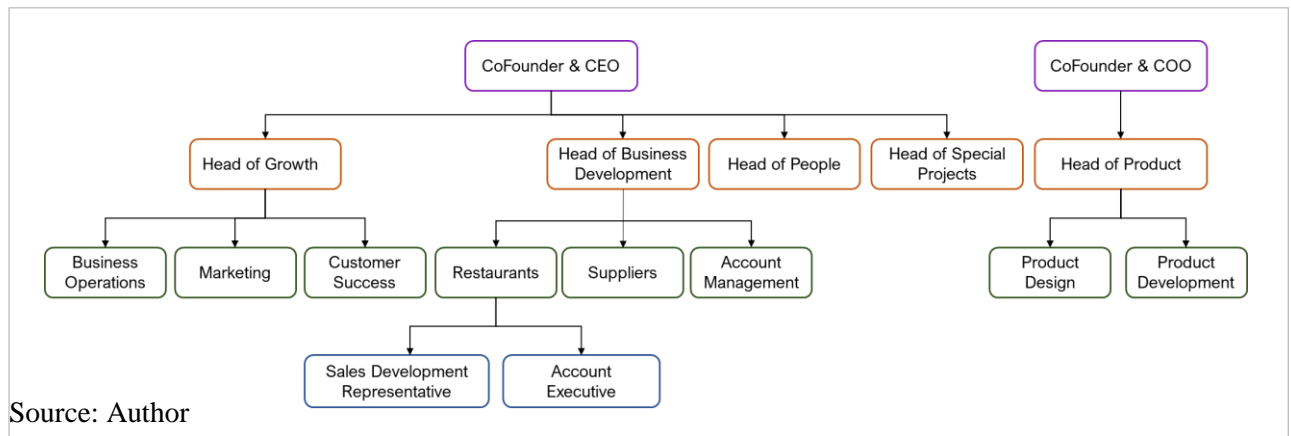 CoFounder & CEO
CoFounder & COO
Head of Growth
Head of Business
Development
Head of People
Head of Special
Projects
Head of Product
Business
Operations
Marketing
Customer
Success
Restaurants
Suppliers
Account
Management
Product
Design
Product
Development
Sales Development
Representative
Account
Executive
Source: Author